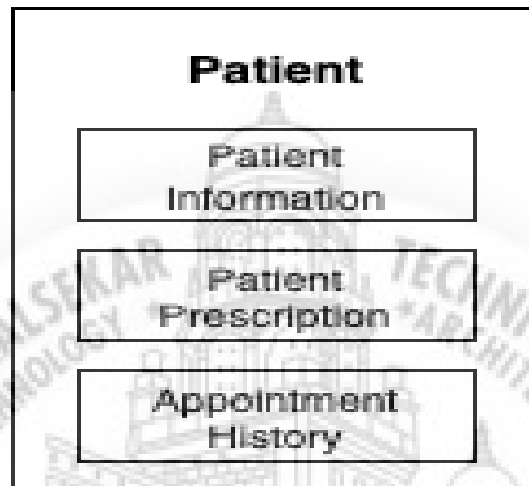 Patient
Patient
Information
Patient
Prescription
Appointment
History